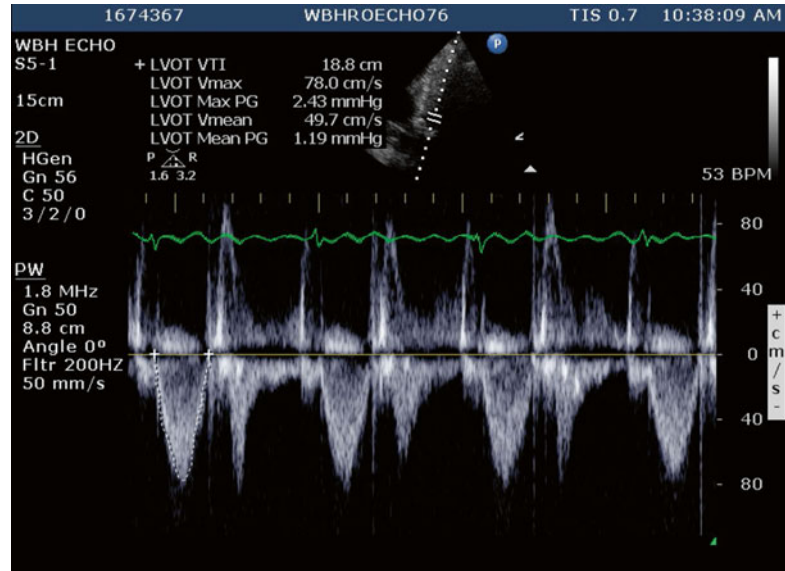 1674367 WBHROECHO76 TIS 0.7 10:38:09 AM
WBH ECHO
S5-1
15cm
2D
HGen
Gn 56
C 50
3 / 2 / 0
PW
1.8 MHz
Gn 50
8.8 cm
Angle 0º
Fltr 200HZ
50 mm/s
+ LVOT VTI 18.8 cm
LVOT Vmax 78.0 cm/s
LVOT Max PG 2.43 mmHg
LVOT Vmean 49.7 cm/s
LVOT Mean PG 1.19 mmHg
P R
1.6 3.2
P
53 BPM
80
40
0
40
80
+
c
m
/
s
-